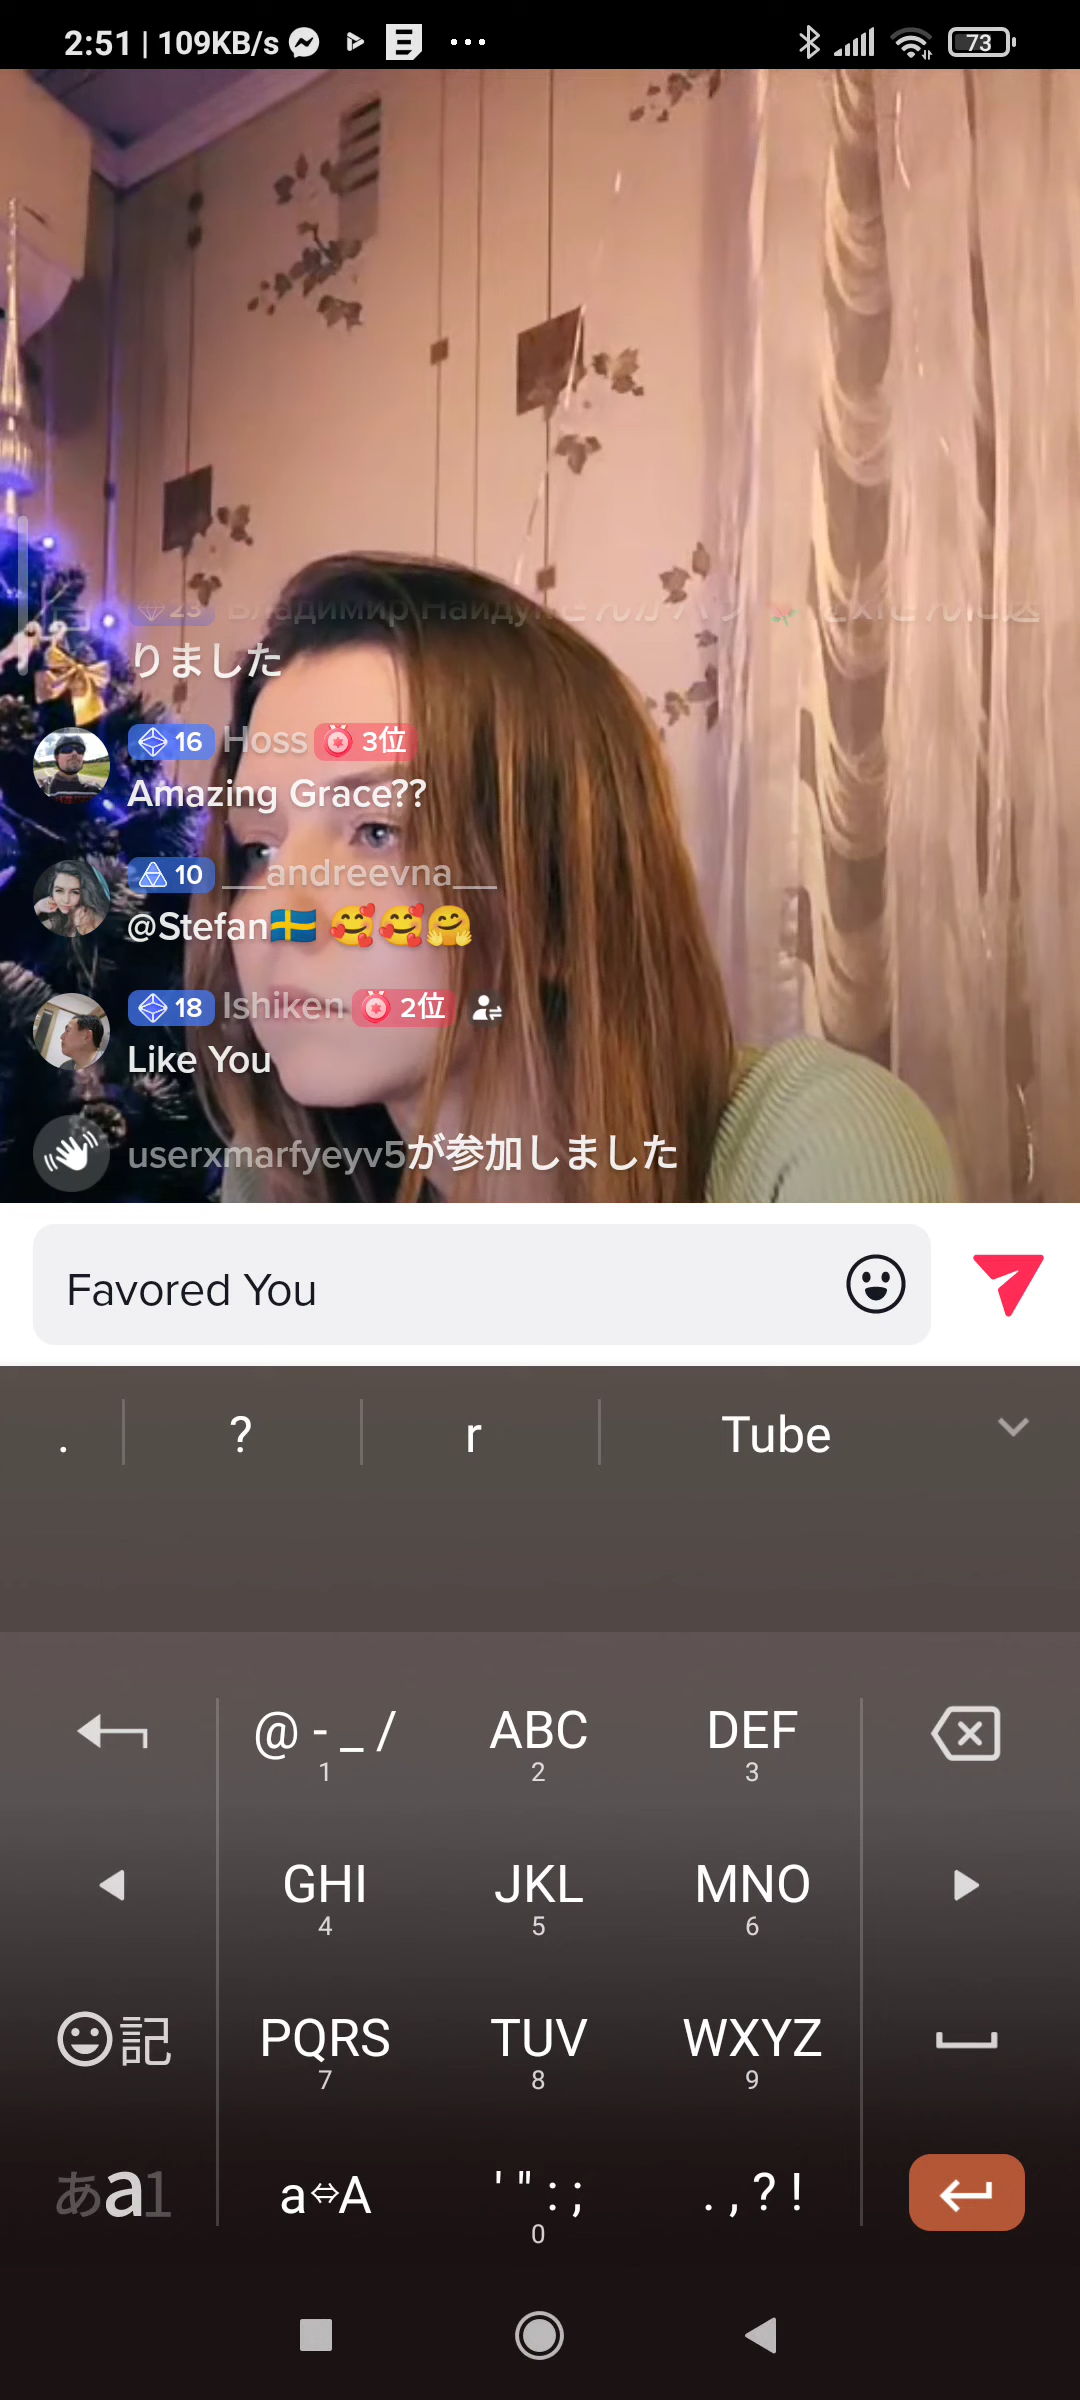 2:51 | 109KB/s
73
23 Владимир Найдун
りました
16 Hoss 3位
Amazing Grace??
10 __andreevna__
@Stefan🇸🇪 🥰🥰🤗
18 Ishiken 2位
Like You
userxmarfyeyv5が参加しました
Favored You
. ? r Tube
@ - _ / ABC DEF
1 2 3
GHI JKL MNO
4 5 6
記 PQRS TUV WXYZ
7 8 9
あa1 a⇔A ' " : ; . , ? !
0